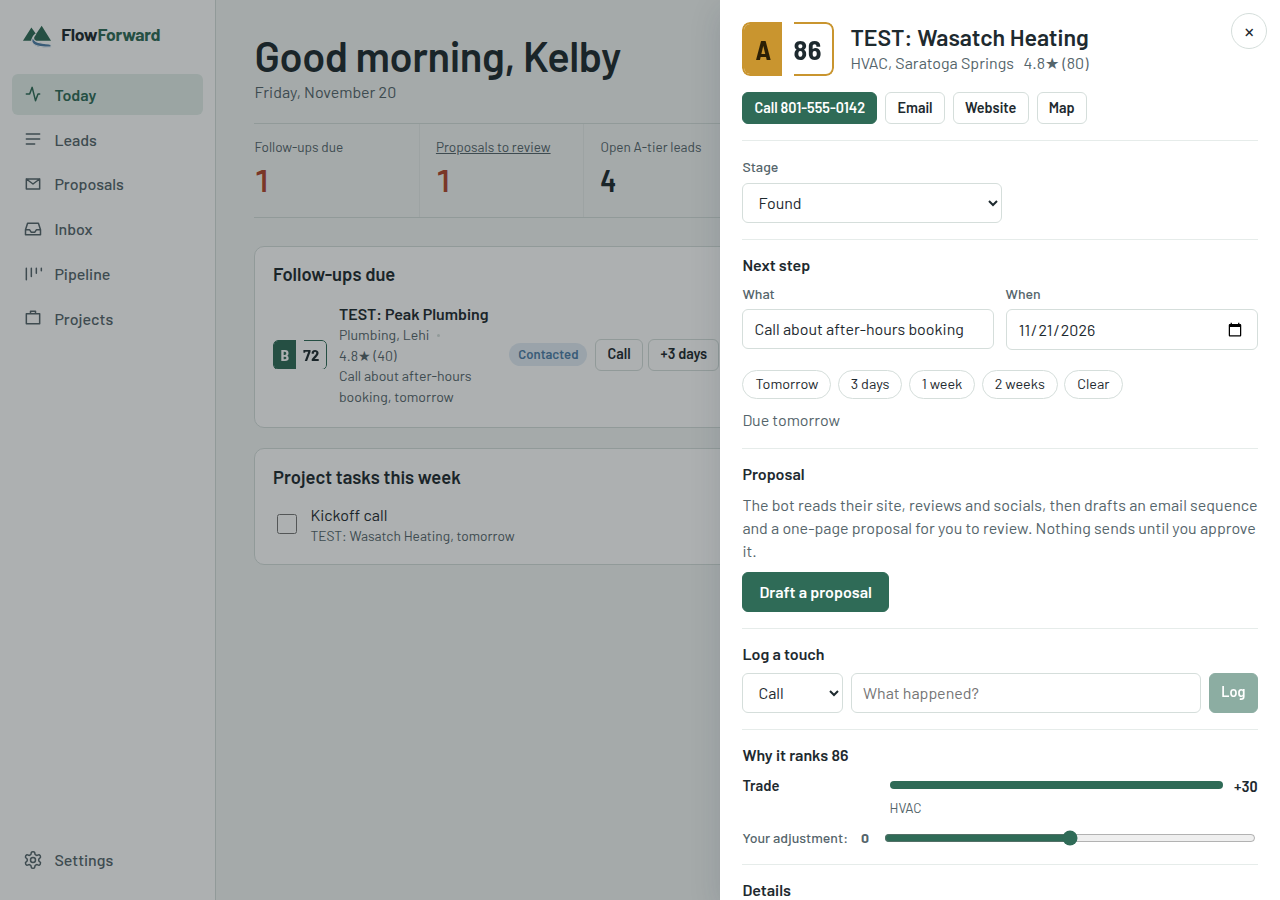 FlowForward
Today
Leads
Proposals
Inbox
Pipeline
Projects
Settings
Good morning, Kelby
Friday, November 20
Follow-ups due
1
Proposals to review
1
Open A-tier leads
4
Follow-ups due
B 72
TEST: Peak Plumbing
Plumbing, Lehi ·
4.8★ (40)
Call about after-hours
booking, tomorrow
Contacted
Call
+3 days
Project tasks this week
Kickoff call
TEST: Wasatch Heating, tomorrow
A 86
TEST: Wasatch Heating
HVAC, Saratoga Springs 4.8★ (80)
×
Call 801-555-0142
Email
Website
Map
Stage
Found
Next step
What
When
Call about after-hours booking
11/21/2026
Tomorrow
3 days
1 week
2 weeks
Clear
Due tomorrow
Proposal
The bot reads their site, reviews and socials, then drafts an email sequence
and a one-page proposal for you to review. Nothing sends until you approve
it.
Draft a proposal
Log a touch
Call
What happened?
Log
Why it ranks 86
Trade
+30
HVAC
Your adjustment: 0
Details